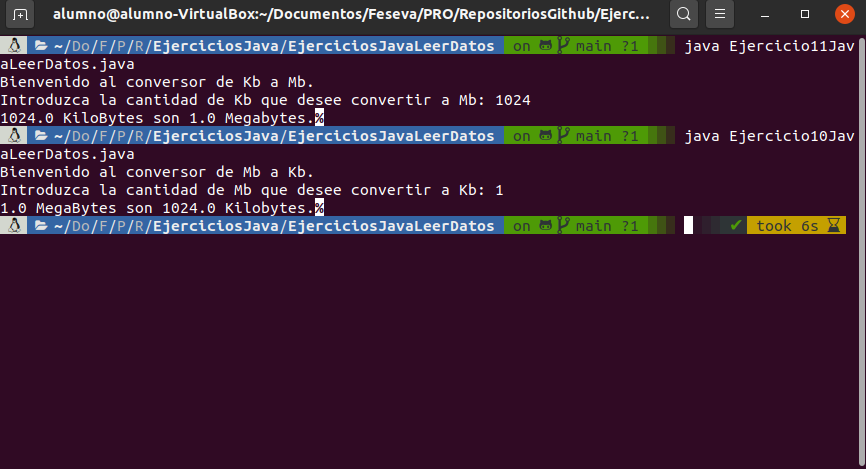 alumno@alumno-VirtualBox:~/Documentos/Feseva/PRO/RepositoriosGithub/Ejerc...
~/Do/F/P/R/EjerciciosJava/EjerciciosJavaLeerDatos on main ?1 java Ejercicio11Jav
aLeerDatos.java
Bienvenido al conversor de Kb a Mb.
Introduzca la cantidad de Kb que desee convertir a Mb: 1024
1024.0 KiloBytes son 1.0 Megabytes.%
~/Do/F/P/R/EjerciciosJava/EjerciciosJavaLeerDatos on main ?1 java Ejercicio10Jav
aLeerDatos.java
Bienvenido al conversor de Mb a Kb.
Introduzca la cantidad de Mb que desee convertir a Kb: 1
1.0 MegaBytes son 1024.0 Kilobytes.%
~/Do/F/P/R/EjerciciosJava/EjerciciosJavaLeerDatos on main ?1 ✔ took 6s